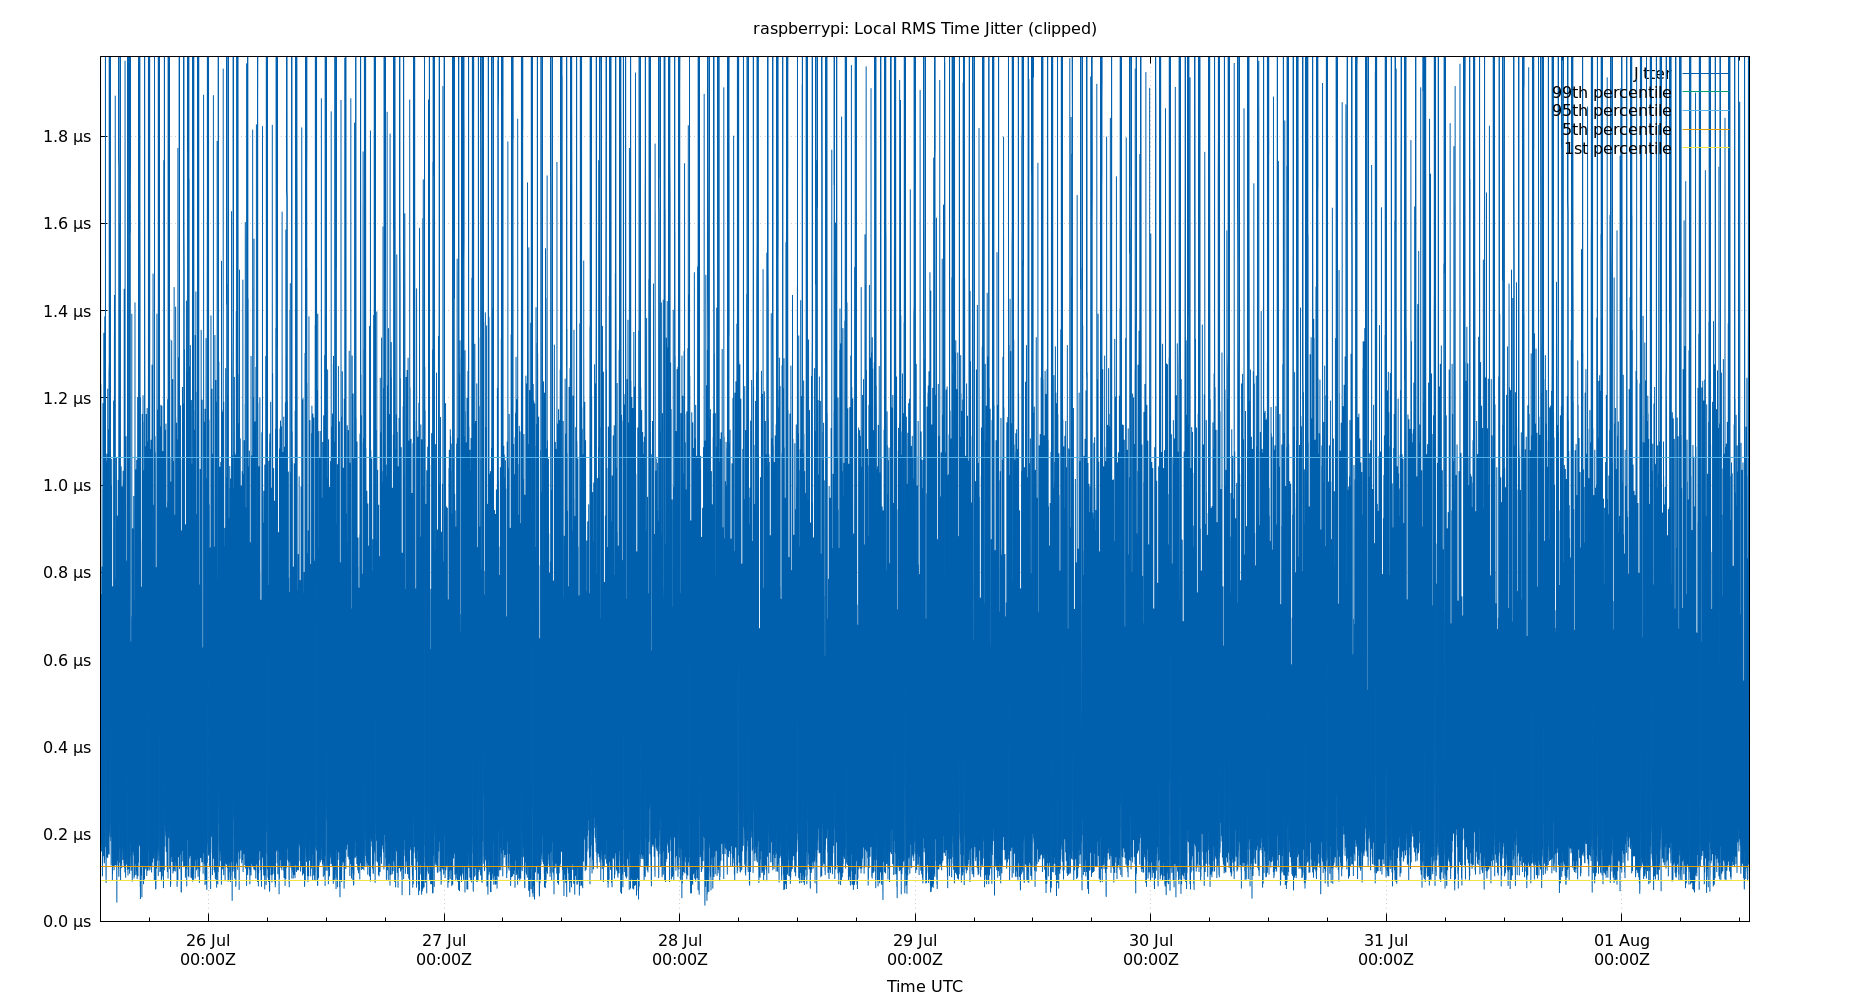 raspberrypi: Local RMS Time Jitter (clipped)
Jitter
99th percentile
95th percentile
5th percentile
1st percentile
1.8 µs
1.6 µs
1.4 µs
1.2 µs
1.0 µs
0.8 µs
0.6 µs
0.4 µs
0.2 µs
0.0 µs
26 Jul 27 Jul 28 Jul 29 Jul 30 Jul 31 Jul 01 Aug
00:00Z 00:00Z 00:00Z 00:00Z 00:00Z 00:00Z 00:00Z
Time UTC